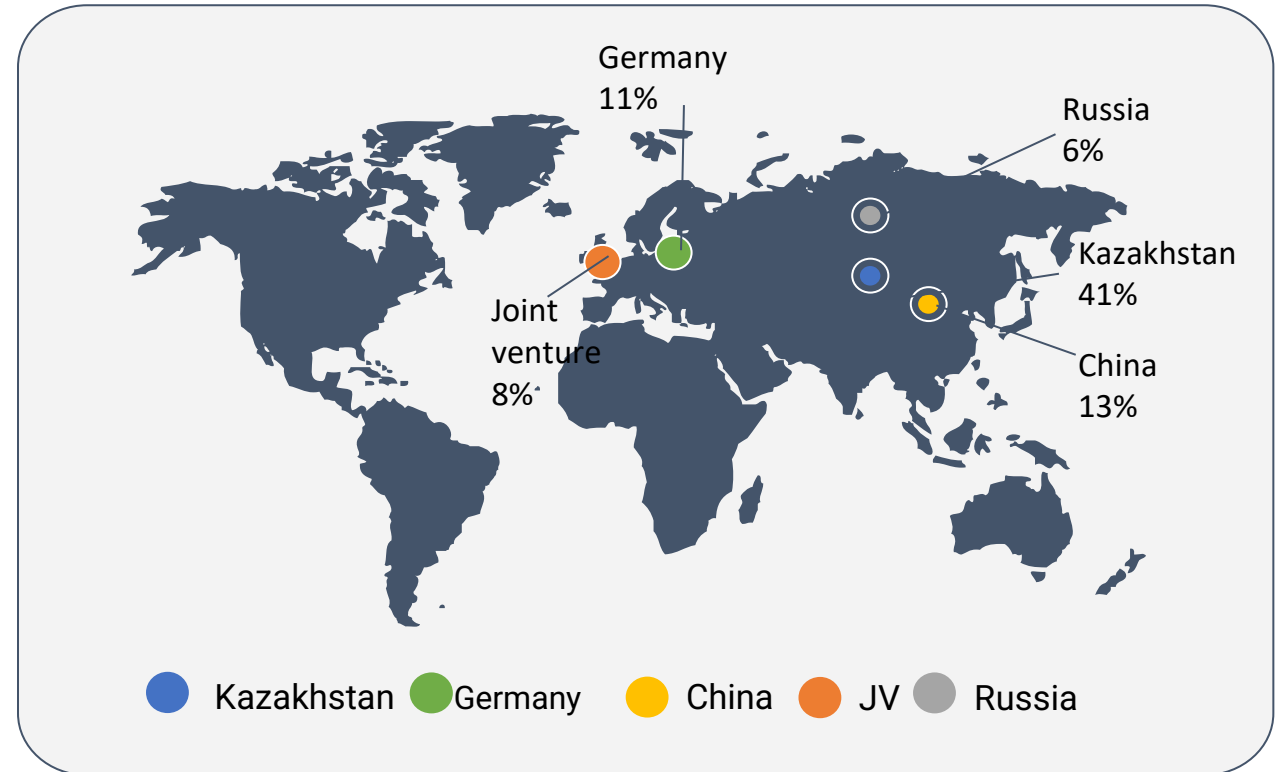 Germany
11%
Russia
6%
Kazakhstan
41%
Joint
venture
8%
China
13%
Kazakhstan
Germany
China
JV
Russia